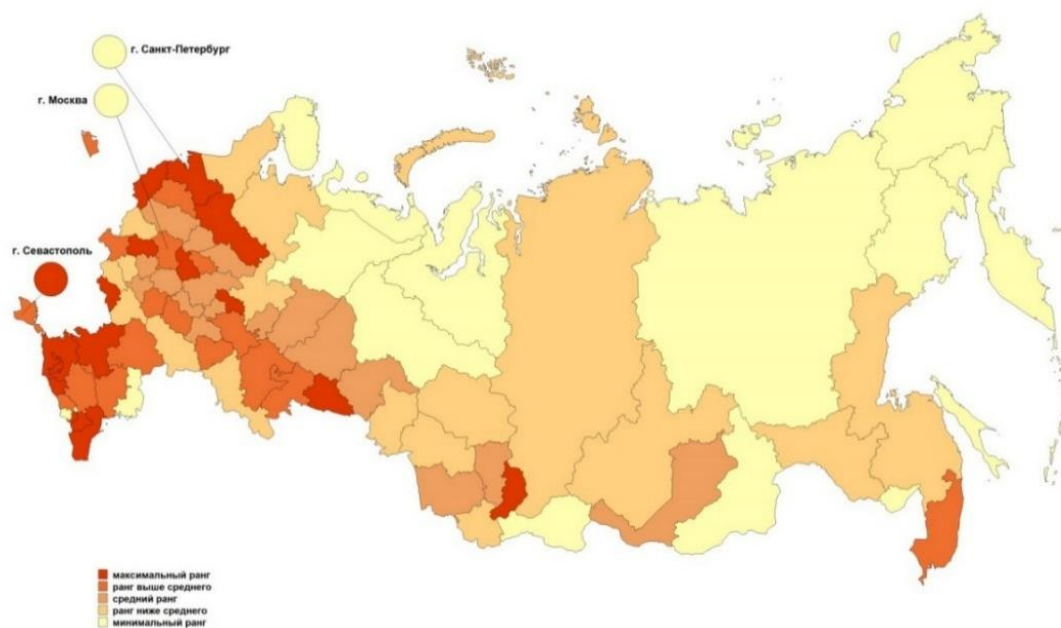 г. Санкт-Петербург
г. Москва
г. Севастополь
максимальный ранг
ранг выше среднего
средний ранг
ранг ниже среднего
минимальный ранг